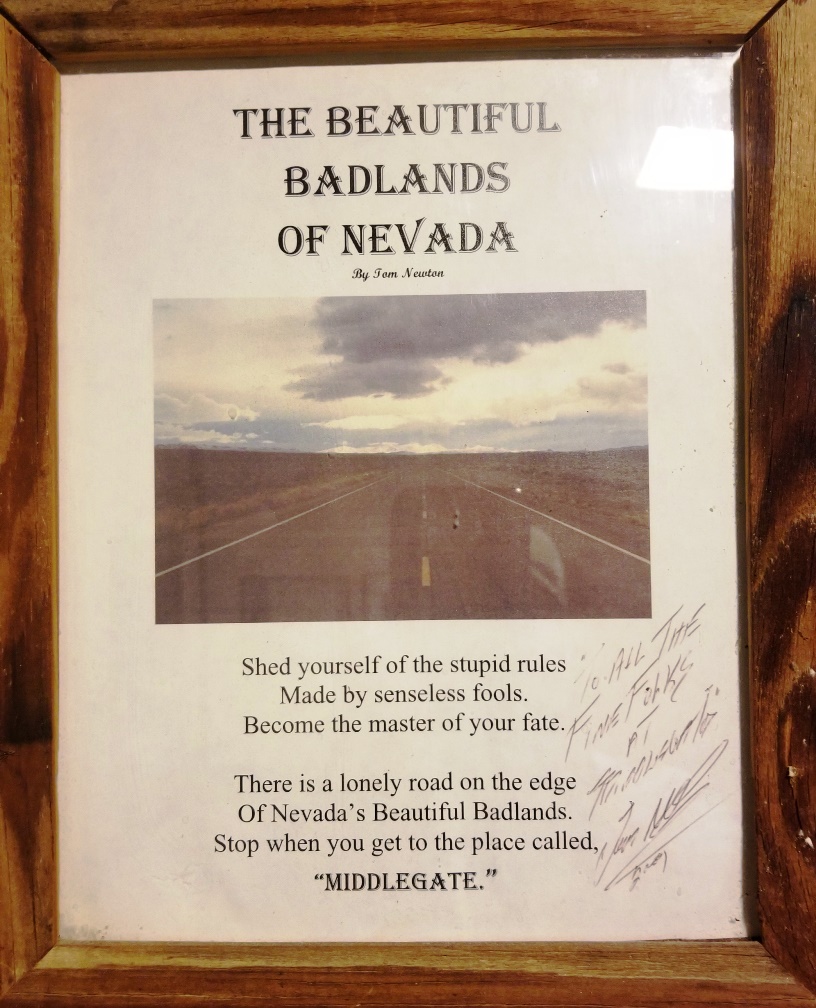 THE BEAUTIFUL
BADLANDS
OF NEVADA
By Tom Newton
Shed yourself of the stupid rules
Made by senseless fools.
Become the master of your fate.
There is a lonely road on the edge
Of Nevada's Beautiful Badlands.
Stop when you get to the place called,
“MIDDLEGATE.”
TO ALL THE
FINE FOLKS
AT